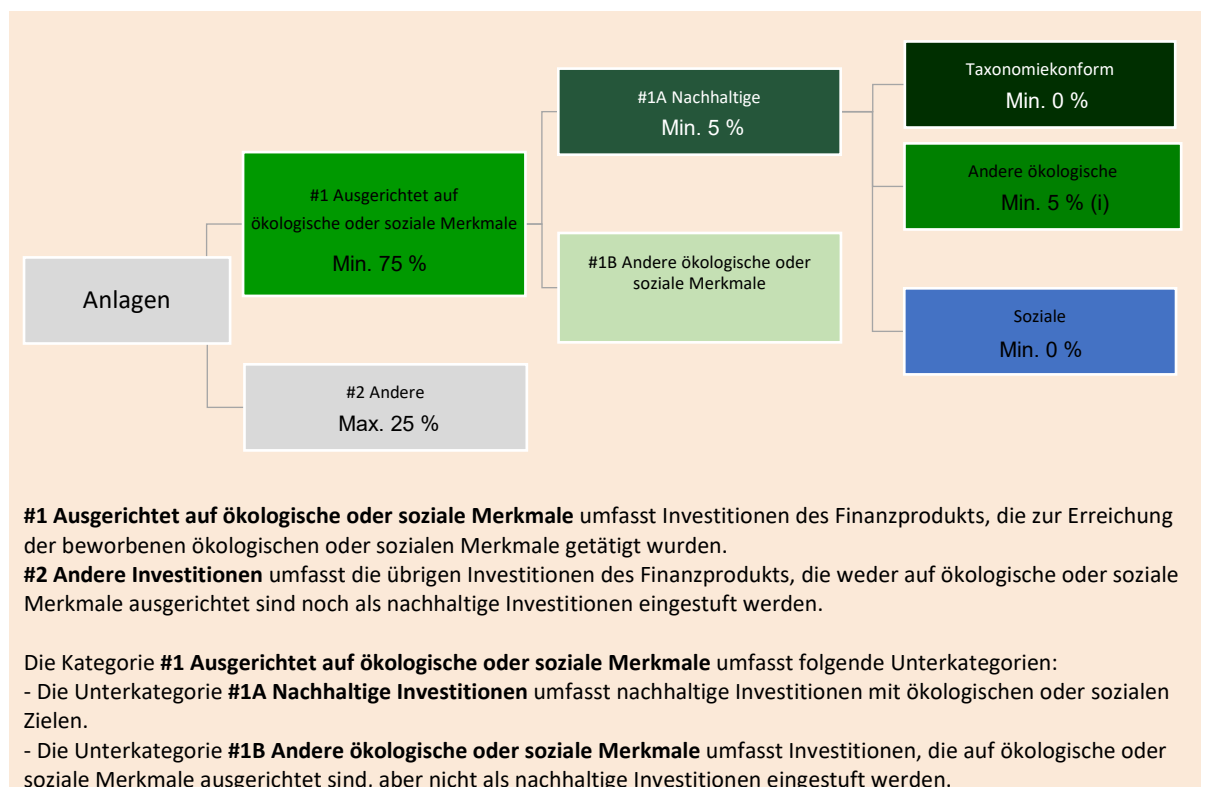 Anlagen
#1 Ausgerichtet auf
ökologische oder soziale Merkmale
Min. 75 %
#2 Andere
Max. 25 %
#1A Nachhaltige
Min. 5 %
#1B Andere ökologische oder
soziale Merkmale
Taxonomiekonform
Min. 0 %
Andere ökologische
Min. 5 % (i)
Soziale
Min. 0 %
#1 Ausgerichtet auf ökologische oder soziale Merkmale umfasst Investitionen des Finanzprodukts, die zur Erreichung
der beworbenen ökologischen oder sozialen Merkmale getätigt wurden.
#2 Andere Investitionen umfasst die übrigen Investitionen des Finanzprodukts, die weder auf ökologische oder soziale
Merkmale ausgerichtet sind noch als nachhaltige Investitionen eingestuft werden.
Die Kategorie #1 Ausgerichtet auf ökologische oder soziale Merkmale umfasst folgende Unterkategorien:
- Die Unterkategorie #1A Nachhaltige Investitionen umfasst nachhaltige Investitionen mit ökologischen oder sozialen
Zielen.
- Die Unterkategorie #1B Andere ökologische oder soziale Merkmale umfasst Investitionen, die auf ökologische oder
soziale Merkmale ausgerichtet sind, aber nicht als nachhaltige Investitionen eingestuft werden.